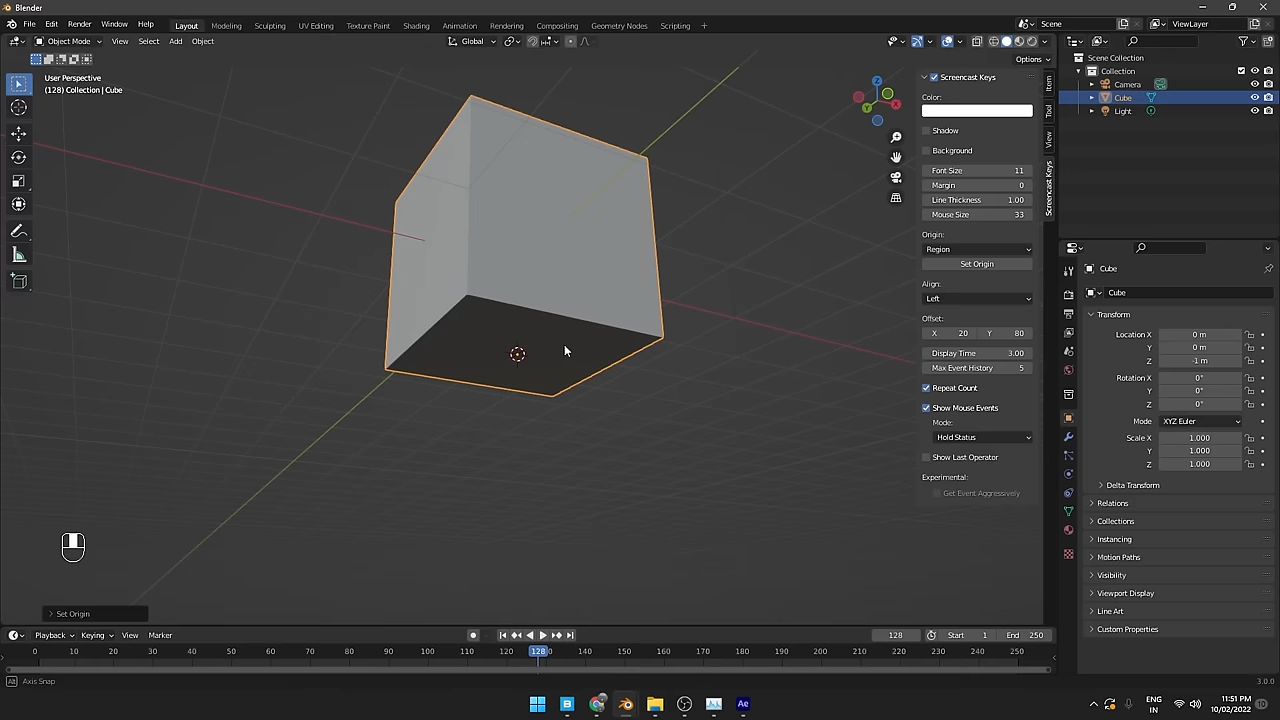 Blender
File Edit Render Window Help
Layout Modeling Sculpting UV Editing Texture Paint Shading Animation Rendering Compositing Geometry Nodes Scripting +
Scene
ViewLayer
Object Mode View Select Add Object
Global
Options
User Perspective
(128) Collection | Cube
X
Y
Z
Screencast Keys
Color:
Shadow
Background
Font Size 11
Margin 0
Line Thickness 1.00
Mouse Size 33
Origin:
Region
Set Origin
Align:
Left
Offset:
X 20 Y 80
Display Time 3.00
Max Event History 5
Repeat Count
Show Mouse Events
Mode:
Hold Status
Show Last Operator
Experimental:
Get Event Aggressively
Item
Tool
View
Screencast Keys
Scene Collection
Collection
Camera
Cube
Light
Cube
Cube
Transform
Location X 0 m
Y 0 m
Z -1 m
Rotation X 0°
Y 0°
Z 0°
Mode XYZ Euler
Scale X 1.000
Y 1.000
Z 1.000
Delta Transform
Relations
Collections
Instancing
Motion Paths
Visibility
Viewport Display
Line Art
Custom Properties
Set Origin
Playback Keying View Marker
128 Start 1 End 250
0 10 20 30 40 50 60 70 80 90 100 110 120 128 140 150 160 170 180 190 200 210 220 230 240 250
Alt Axis Snap
3.0.0
Ae
ENG
IN
11:51 PM
10/02/2022